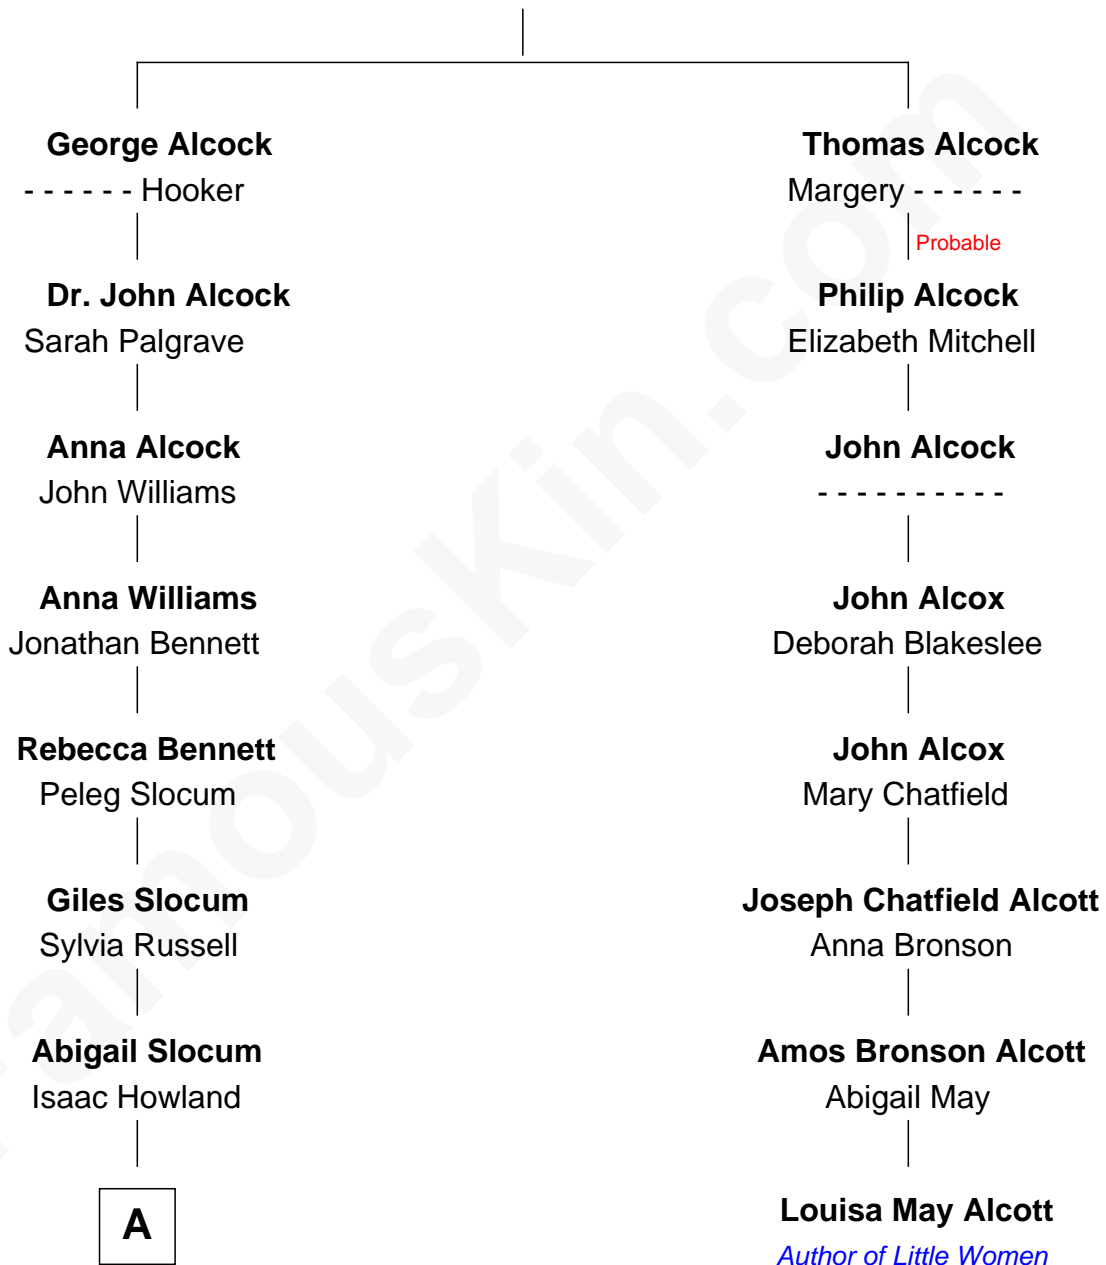 George Alcock
- - - - - - Hooker
Dr. John Alcock
Sarah Palgrave
Anna Alcock
John Williams
Anna Williams
Jonathan Bennett
Rebecca Bennett
Peleg Slocum
Giles Slocum
Sylvia Russell
Abigail Slocum
Isaac Howland
A
Thomas Alcock
Margery - - - - - -
Probable
Philip Alcock
Elizabeth Mitchell
John Alcock
- - - - - - - - - -
John Alcox
Deborah Blakeslee
John Alcox
Mary Chatfield
Joseph Chatfield Alcott
Anna Bronson
Amos Bronson Alcott
Abigail May
Louisa May Alcott
Author of Little Women
FamousKin.com